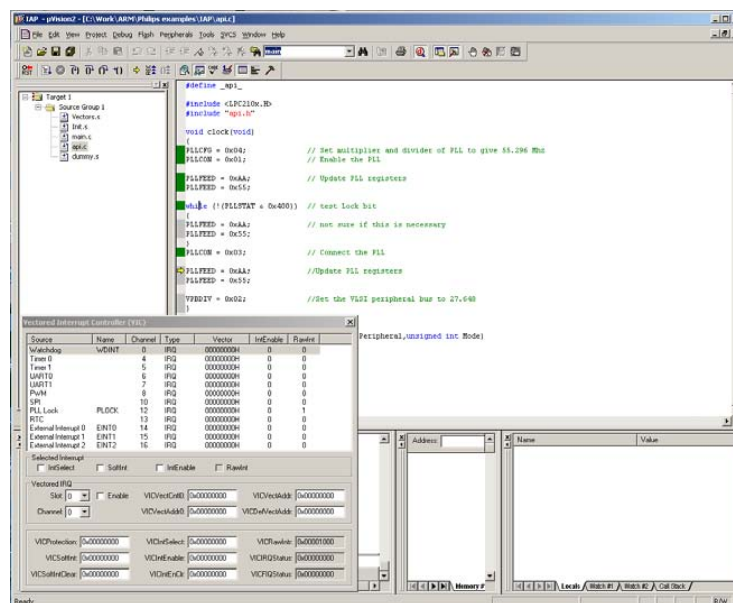 IAP - µVision2 - [C:\Work\ARM\Philips examples\IAP\api.c]
File Edit View Project Debug Flash Peripherals Tools SVCS Window Help
main
Target 1
Source Group 1
Vectors.s
Init.s
main.c
api.c
dummy.s
#define _api_
#include <LPC210x.H>
#include "api.h"
void clock(void)
{
PLLCFG = 0x04; // Set multiplier and divider of PLL to give 55.296 Mhz
PLLCON = 0x01; // Enable the PLL
PLLFEED = 0xAA; // Update PLL registers
PLLFEED = 0x55;
while (!(PLLSTAT & 0x400)) // test Lock bit
{
PLLFEED = 0xAA; // not sure if this is necessary
PLLFEED = 0x55;
}
PLLCON = 0x03; // Connect the PLL
PLLFEED = 0xAA; //Update PLL registers
PLLFEED = 0x55;
VPBDIV = 0x02; //Set the VLSI peripheral bus to 27.648
}
Peripheral,unsigned int Mode)
Vectored Interrupt Controller (VIC)
Source Name Channel Type Vector IntEnable RawInt
Watchdog WDINT 0 IRQ 00000000H 0 0
Timer 0 4 IRQ 00000000H 0 0
Timer 1 5 IRQ 00000000H 0 0
UART0 6 IRQ 00000000H 0 0
UART1 7 IRQ 00000000H 0 0
PWM 8 IRQ 00000000H 0 0
SPI 10 IRQ 00000000H 0 0
PLL Lock PLOCK 12 IRQ 00000000H 0 1
RTC 13 IRQ 00000000H 0 0
External Interrupt 0 EINT0 14 IRQ 00000000H 0 0
External Interrupt 1 EINT1 15 IRQ 00000000H 0 0
External Interrupt 2 EINT2 16 IRQ 00000000H 0 0
Selected Interrupt
IntSelect SoftInt IntEnable RawInt
Vectored IRQ
Slot: 0 Enable VICVectCntl0: 0x00000000 VICVectAddr: 0x00000000
Channel: 0 VICVectAddr0: 0x00000000 VICDefVectAddr: 0x00000000
VICProtection: 0x00000000 VICIntSelect: 0x00000000 VICRawIntr: 0x00001000
VICSoftInt: 0x00000000 VICIntEnable: 0x00000000 VICIRQStatus: 0x00000000
VICSoftIntClear: 0x00000000 VICIntEnClr: 0x00000000 VICFIQStatus: 0x00000000
Address:
Memory #
Name Value
Locals Watch #1 Watch #2 Call Stack
Ready R/W